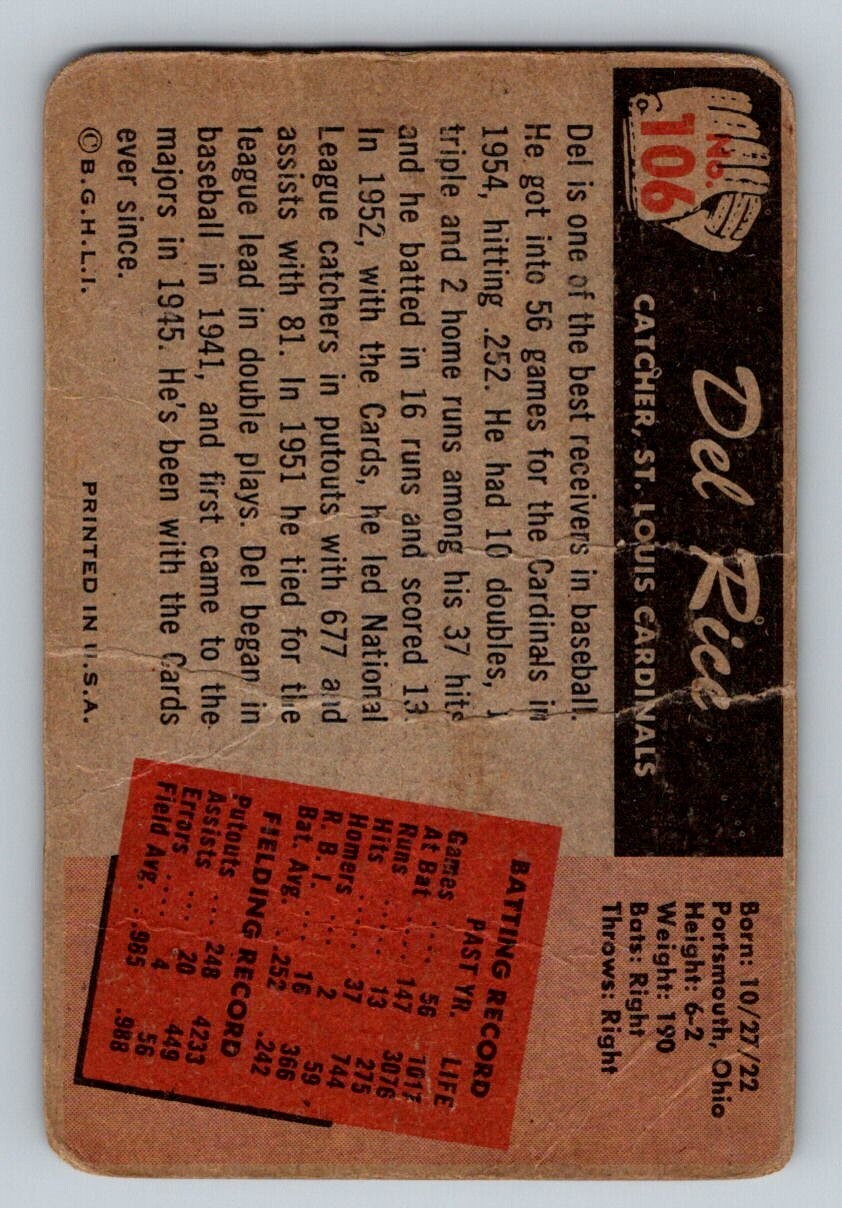 No.
106
Del Rice
CATCHER, ST. LOUIS CARDINALS
Del is one of the best receivers in baseball.
He got into 56 games for the Cardinals in
1954, hitting .252. He had 10 doubles, 1
triple and 2 home runs among his 37 hits
and he batted in 16 runs and scored 13.
In 1952, with the Cards, he led National
League catchers in putouts with 677 and
assists with 81. In 1951 he tied for the
league lead in double plays. Del began in
baseball in 1941, and first came to the
majors in 1945. He's been with the Cards
ever since.
© B.G.H.L.I. PRINTED IN U.S.A.
Born: 10/27/22
Portsmouth, Ohio
Height: 6-2
Weight: 190
Bats: Right
Throws: Right
BATTING RECORD
PAST YR. LIFE
Games .... 56 1017
At Bat .... 147 3076
Runs ..... 13 275
Hits ..... 37 744
Homers .... 2 59
R. B. I. .... 16 366
Bat. Avg. .. .252 .242
FIELDING RECORD
Putouts ... 248 4233
Assists .... 20 449
Errors ..... 4 56
Field Avg. . .985 .988